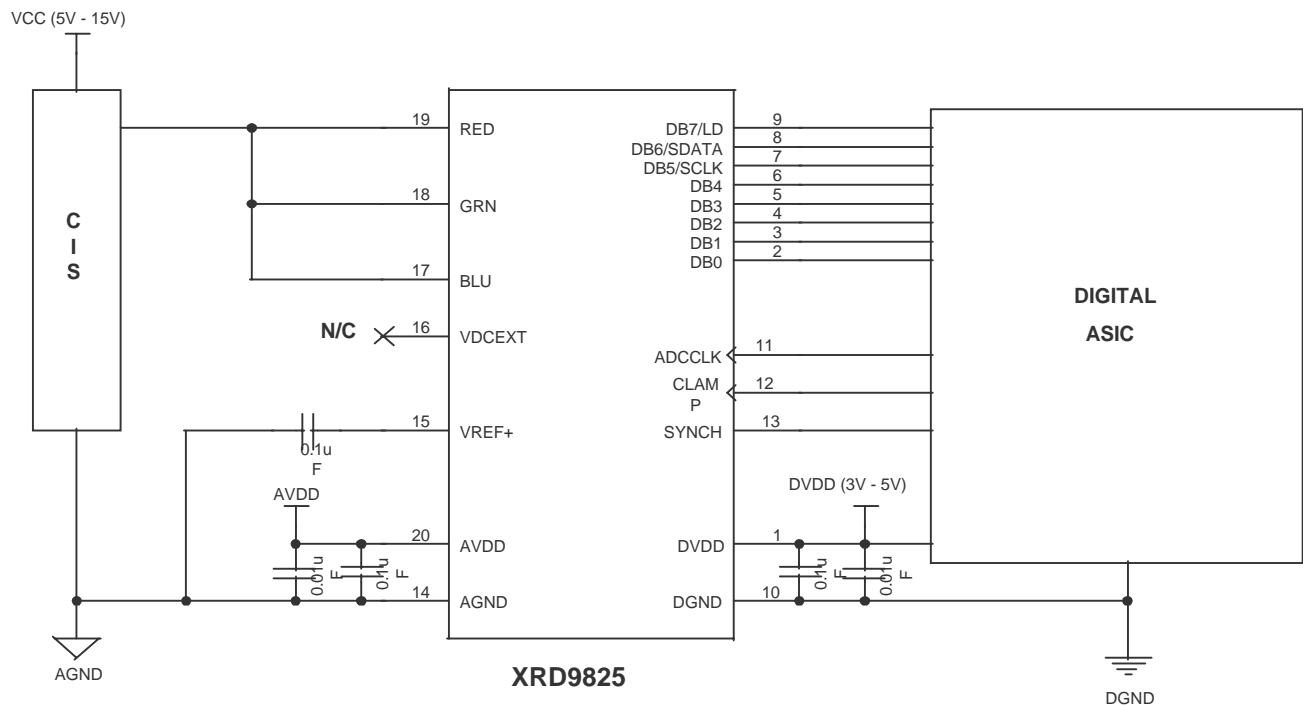 VCC (5V - 15V)
C
I
S
19
RED
18
GRN
17
BLU
N/C
16
VDCEXT
15
VREF+
0.1u
F
AVDD
20
AVDD
0.01u
F
0.1u
F
14
AGND
AGND
XRD9825
DB7/LD
9
DB6/SDATA
8
DB5/SCLK
7
DB4
6
DB3
5
DB2
4
DB1
3
DB0
2
ADCCLK
11
CLAM
P
12
SYNCH
13
DVDD (3V - 5V)
DVDD
1
0.1u
F
0.01u
F
DGND
10
DIGITAL
ASIC
DGND